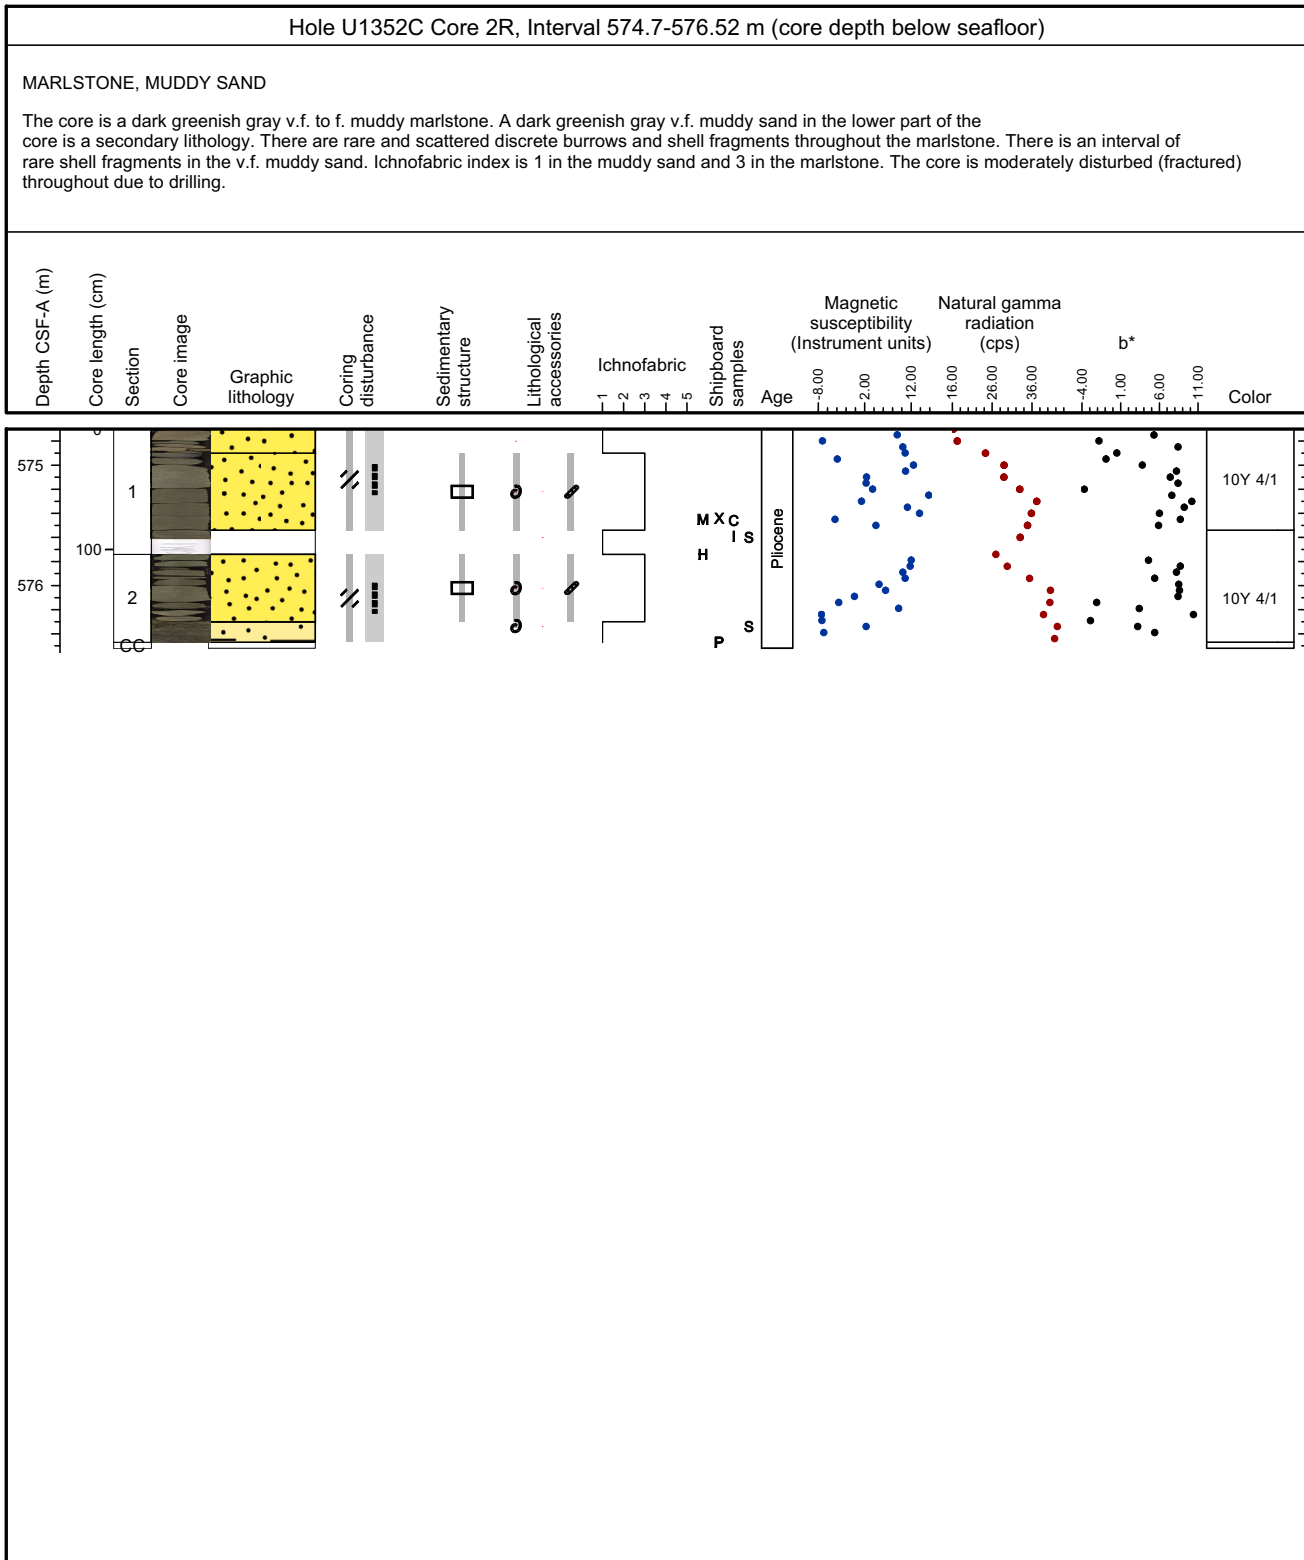 Hole U1352C Core 2R, Interval 574.7-576.52 m (core depth below seafloor)
MARLSTONE, MUDDY SAND
The core is a dark greenish gray v.f. to f. muddy marlstone. A dark greenish gray v.f. muddy sand in the lower part of the
core is a secondary lithology. There are rare and scattered discrete burrows and shell fragments throughout the marlstone. There is an interval of
rare shell fragments in the v.f. muddy sand. Ichnofabric index is 1 in the muddy sand and 3 in the marlstone. The core is moderately disturbed (fractured)
throughout due to drilling.
Depth CSF-A (m)
Core length (cm)
Section
Core image
Graphic
lithology
Coring
disturbance
Sedimentary
structure
Lithological
accessories
Ichnofabric
1 2 3 4 5
Shipboard
samples
Age
Magnetic
susceptibility
(Instrument units)
-8.00 2.00 12.00
Natural gamma
radiation
(cps)
16.00 26.00 36.00
b*
-4.00 1.00 6.00 11.00
Color
0
575
1
M X C
I S
100
H
576
2
S
P
CC
Pliocene
10Y 4/1
10Y 4/1